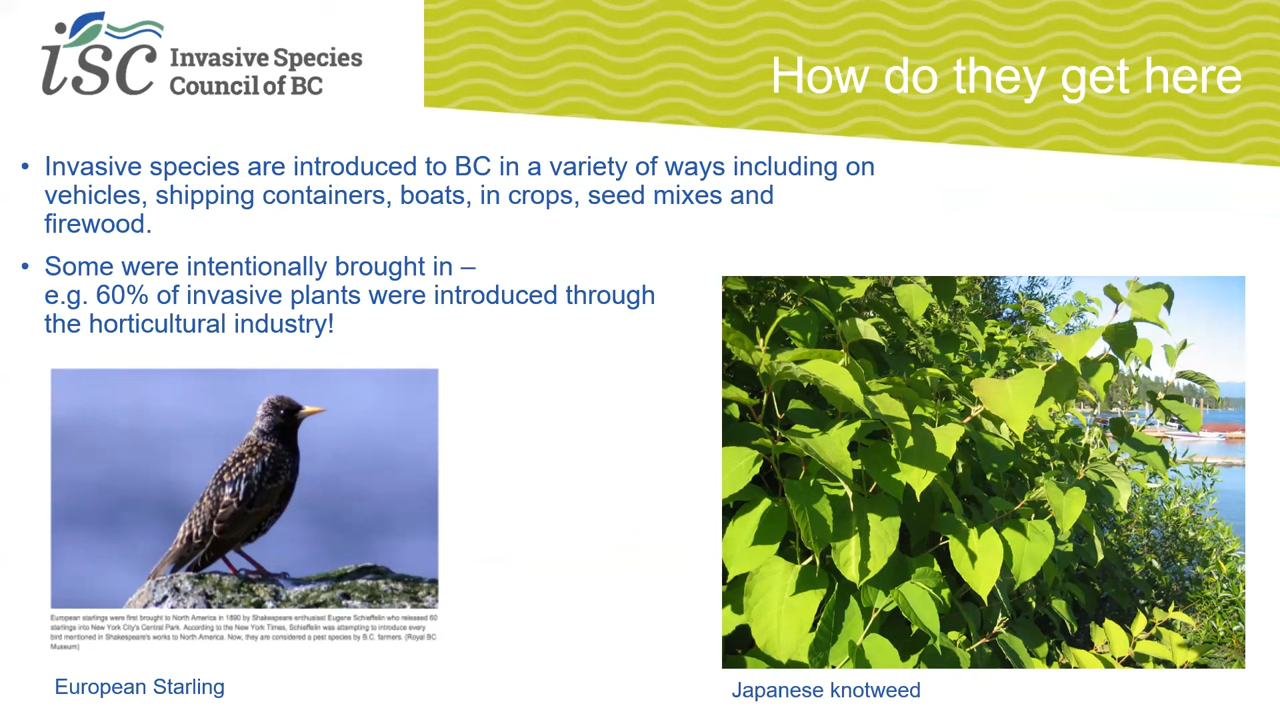 isc Invasive Species
Council of BC
How do they get here
• Invasive species are introduced to BC in a variety of ways including on
vehicles, shipping containers, boats, in crops, seed mixes and
firewood.
• Some were intentionally brought in –
e.g. 60% of invasive plants were introduced through
the horticultural industry!
European starlings were first brought to North America in 1890 by Shakespeare enthusiast Eugene Schieffelin who released 60
starlings into New York City's Central Park. According to the New York Times, Schieffelin was attempting to introduce every
bird mentioned in Shakespeare's works to North America. Now, they are considered a pest species by B.C. farmers. (Royal BC
Museum)
European Starling
Japanese knotweed